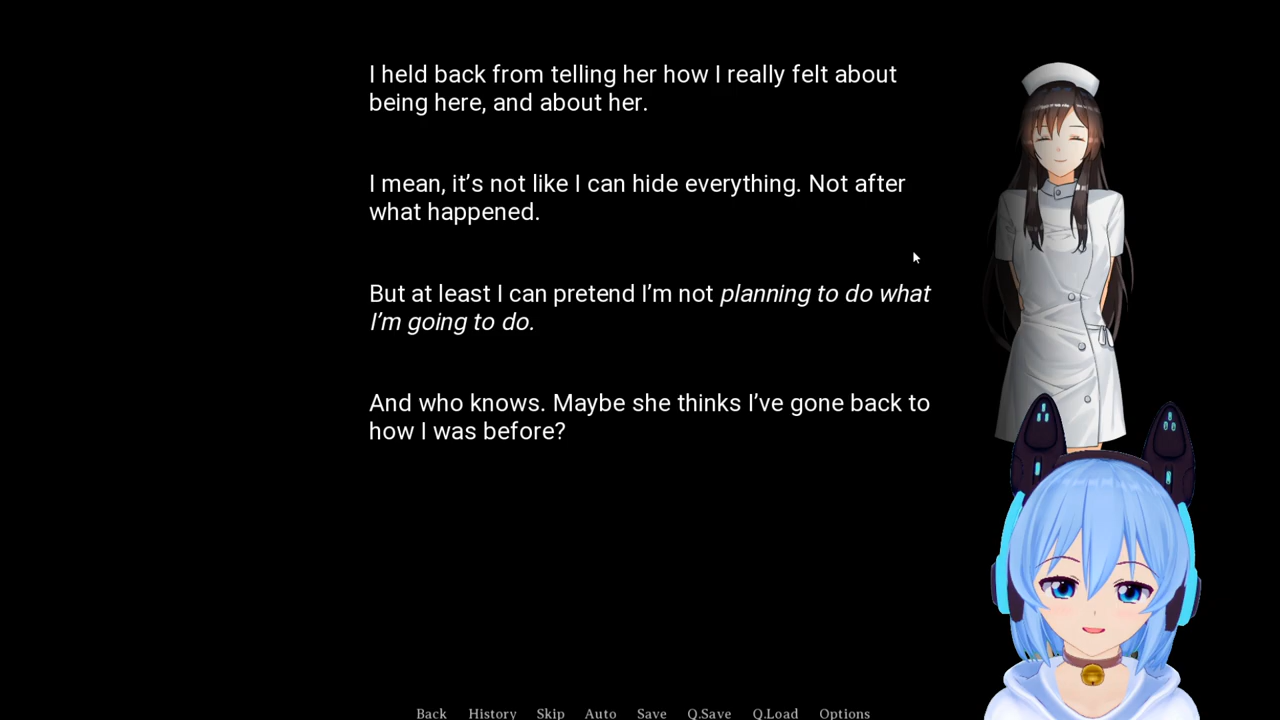 I held back from telling her how I really felt about
being here, and about her.
I mean, it’s not like I can hide everything. Not after
what happened.
But at least I can pretend I’m not planning to do what
I’m going to do.
And who knows. Maybe she thinks I’ve gone back to
how I was before?
Back History Skip Auto Save Q.Save Q.Load Options